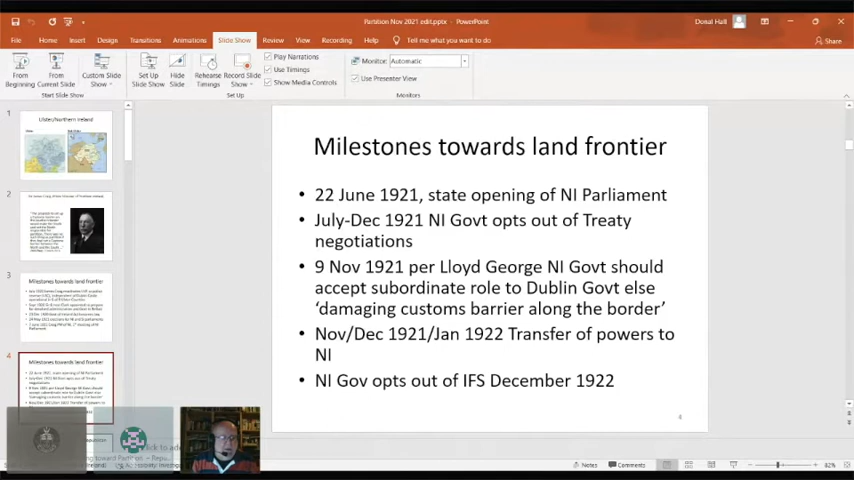 Partition Nov 2021 edit.pptx - PowerPoint
Donal Hall
File Home Insert Design Transitions Animations Slide Show Review View Recording Help Tell me what you want to do
Share
From Beginning
From Current Slide
Custom Slide Show
Set Up Slide Show
Hide Slide
Rehearse Timings
Record Slide Show
Play Narrations
Use Timings
Show Media Controls
Monitor: Automatic
Use Presenter View
Start Slide Show
Set Up
Monitors
1
Ulster/Northern Ireland
2
3
Milestones towards land frontier
4
Milestones towards land frontier
Milestones towards land frontier
• 22 June 1921, state opening of NI Parliament
• July-Dec 1921 NI Govt opts out of Treaty
negotiations
• 9 Nov 1921 per Lloyd George NI Govt should
accept subordinate role to Dublin Govt else
‘damaging customs barrier along the border’
• Nov/Dec 1921/Jan 1922 Transfer of powers to
NI
• NI Gov opts out of IFS December 1922
4
Notes
Comments
82%